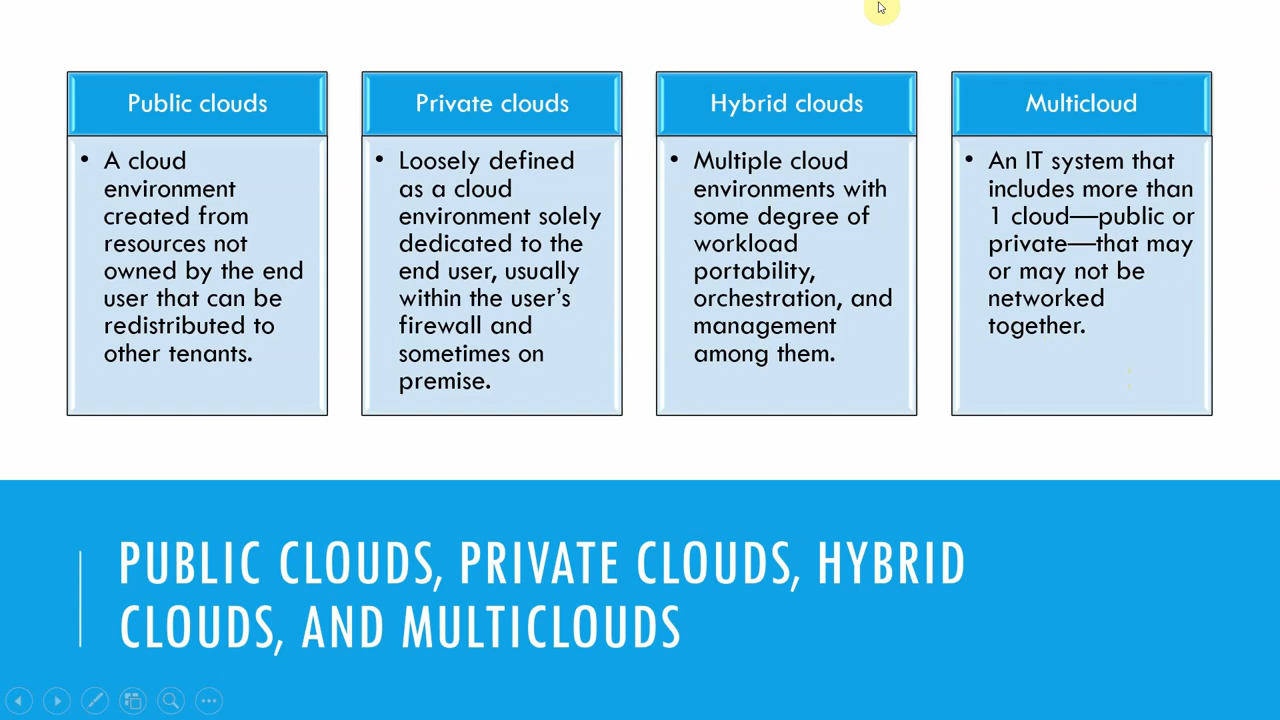 Public clouds
• A cloud
environment
created from
resources not
owned by the end
user that can be
redistributed to
other tenants.
Private clouds
• Loosely defined
as a cloud
environment solely
dedicated to the
end user, usually
within the user’s
firewall and
sometimes on
premise.
Hybrid clouds
• Multiple cloud
environments with
some degree of
workload
portability,
orchestration, and
management
among them.
Multicloud
• An IT system that
includes more than
1 cloud—public or
private—that may
or may not be
networked
together.
PUBLIC CLOUDS, PRIVATE CLOUDS, HYBRID
CLOUDS, AND MULTICLOUDS